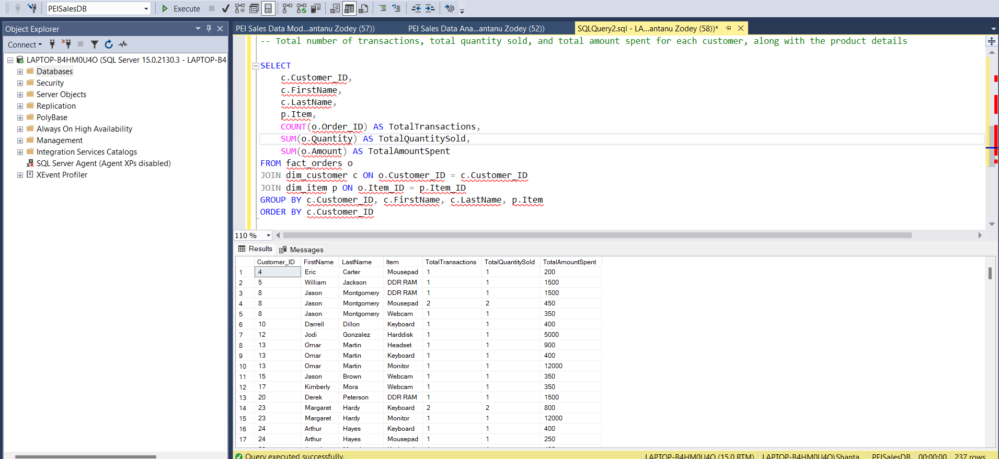 PEISalesDB
Execute
Object Explorer
Connect
LAPTOP-B4HM0U4O (SQL Server 15.0.2130.3 - LAPTOP-B4
Databases
Security
Server Objects
Replication
PolyBase
Always On High Availability
Management
Integration Services Catalogs
SQL Server Agent (Agent XPs disabled)
XEvent Profiler
PEI Sales Data Mod...antanu Zodey (57))
PEI Sales Data Ana...antanu Zodey (52))
SQLQuery2.sql - LA...antanu Zodey (58))*
-- Total number of transactions, total quantity sold, and total amount spent for each customer, along with the product details
SELECT
c.Customer_ID,
c.FirstName,
c.LastName,
p.Item,
COUNT(o.Order_ID) AS TotalTransactions,
SUM(o.Quantity) AS TotalQuantitySold,
SUM(o.Amount) AS TotalAmountSpent
FROM fact_orders o
JOIN dim_customer c ON o.Customer_ID = c.Customer_ID
JOIN dim_item p ON o.Item_ID = p.Item_ID
GROUP BY c.Customer_ID, c.FirstName, c.LastName, p.Item
ORDER BY c.Customer_ID
110 %
Results Messages
Customer_ID FirstName LastName Item TotalTransactions TotalQuantitySold TotalAmountSpent
1 4 Eric Carter Mousepad 1 1 200
2 5 William Jackson DDR RAM 1 1 1500
3 8 Jason Montgomery DDR RAM 1 1 1500
4 8 Jason Montgomery Mousepad 2 2 450
5 8 Jason Montgomery Webcam 1 1 350
6 10 Darrell Dillon Keyboard 1 1 400
7 12 Jodi Gonzalez Harddisk 1 1 5000
8 13 Omar Martin Headset 1 1 900
9 13 Omar Martin Keyboard 1 1 400
10 13 Omar Martin Monitor 1 1 12000
11 15 Jason Brown Webcam 1 1 350
12 17 Kimberly Mora Webcam 1 1 350
13 20 Derek Peterson DDR RAM 1 1 1500
14 23 Margaret Hardy Keyboard 2 2 800
15 23 Margaret Hardy Monitor 1 1 12000
16 24 Arthur Hayes Keyboard 1 1 400
17 24 Arthur Hayes Mousepad 1 1 250
Query executed successfully.
LAPTOP-B4HM0U4O (15.0 RTM) LAPTOP-B4HM0U4O\Shanta... PEISalesDB 00:00:00 237 rows